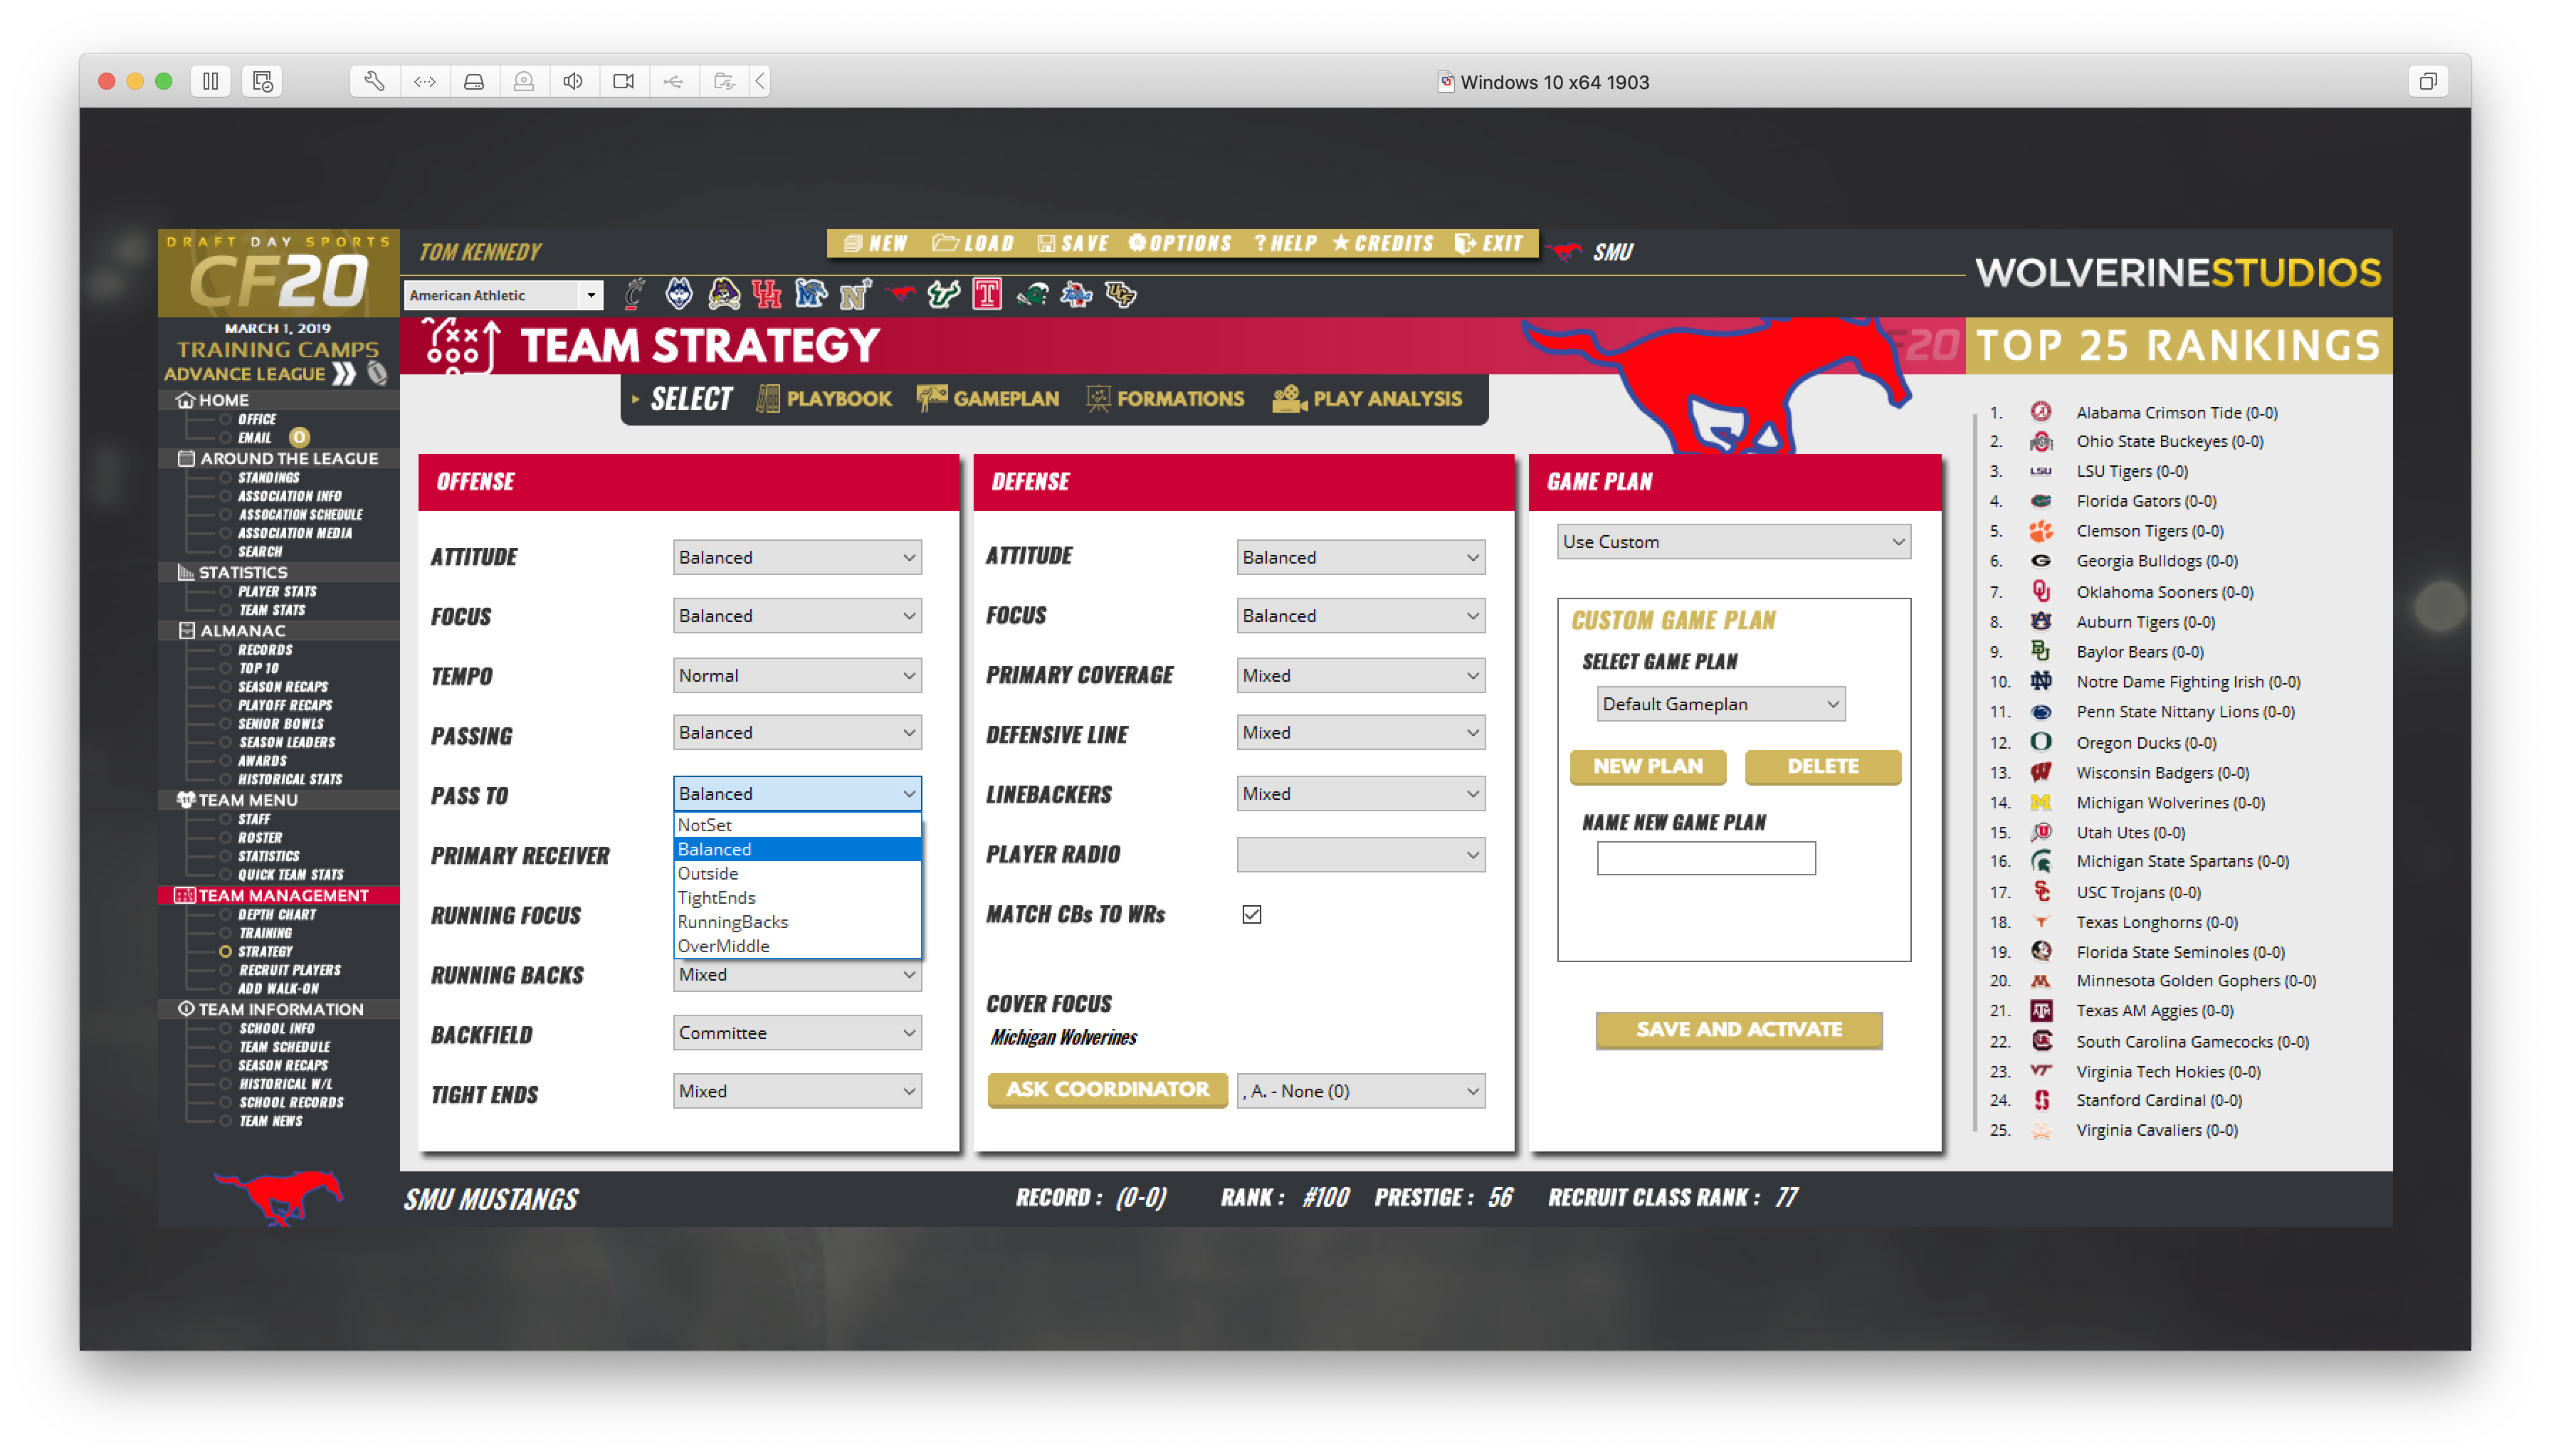 Windows 10 x64 1903
DRAFT DAY SPORTS
CF20
TOM KENNEDY
NEW LOAD SAVE OPTIONS ? HELP CREDITS EXIT
SMU
WOLVERINESTUDIOS
American Athletic
MARCH 1, 2019
TRAINING CAMPS
ADVANCE LEAGUE
TEAM STRATEGY
CF20
TOP 25 RANKINGS
SELECT PLAYBOOK GAMEPLAN FORMATIONS PLAY ANALYSIS
HOME
OFFICE
EMAIL 0
AROUND THE LEAGUE
STANDINGS
ASSOCIATION INFO
ASSOCATION SCHEDULE
ASSOCIATION MEDIA
SEARCH
STATISTICS
PLAYER STATS
TEAM STATS
ALMANAC
RECORDS
TOP 10
SEASON RECAPS
PLAYOFF RECAPS
SENIOR BOWLS
SEASON LEADERS
AWARDS
HISTORICAL STATS
TEAM MENU
STAFF
ROSTER
STATISTICS
QUICK TEAM STATS
TEAM MANAGEMENT
DEPTH CHART
TRAINING
STRATEGY
RECRUIT PLAYERS
ADD WALK-ON
TEAM INFORMATION
SCHOOL INFO
TEAM SCHEDULE
SEASON RECAPS
HISTORICAL W/L
SCHOOL RECORDS
TEAM NEWS
OFFENSE
ATTITUDE Balanced
FOCUS Balanced
TEMPO Normal
PASSING Balanced
PASS TO Balanced
NotSet
Balanced
Outside
TightEnds
RunningBacks
OverMiddle
PRIMARY RECEIVER
RUNNING FOCUS
RUNNING BACKS Mixed
BACKFIELD Committee
TIGHT ENDS Mixed
DEFENSE
ATTITUDE Balanced
FOCUS Balanced
PRIMARY COVERAGE Mixed
DEFENSIVE LINE Mixed
LINEBACKERS Mixed
PLAYER RADIO
MATCH CBs TO WRs
COVER FOCUS
Michigan Wolverines
ASK COORDINATOR , A. - None (0)
GAME PLAN
Use Custom
CUSTOM GAME PLAN
SELECT GAME PLAN
Default Gameplan
NEW PLAN DELETE
NAME NEW GAME PLAN
SAVE AND ACTIVATE
1. Alabama Crimson Tide (0-0)
2. Ohio State Buckeyes (0-0)
3. LSU LSU Tigers (0-0)
4. Florida Gators (0-0)
5. Clemson Tigers (0-0)
6. Georgia Bulldogs (0-0)
7. Oklahoma Sooners (0-0)
8. Auburn Tigers (0-0)
9. Baylor Bears (0-0)
10. Notre Dame Fighting Irish (0-0)
11. Penn State Nittany Lions (0-0)
12. Oregon Ducks (0-0)
13. Wisconsin Badgers (0-0)
14. Michigan Wolverines (0-0)
15. Utah Utes (0-0)
16. Michigan State Spartans (0-0)
17. USC Trojans (0-0)
18. Texas Longhorns (0-0)
19. Florida State Seminoles (0-0)
20. Minnesota Golden Gophers (0-0)
21. Texas AM Aggies (0-0)
22. South Carolina Gamecocks (0-0)
23. Virginia Tech Hokies (0-0)
24. Stanford Cardinal (0-0)
25. Virginia Cavaliers (0-0)
SMU MUSTANGS
RECORD : (0-0) RANK : #100 PRESTIGE : 56 RECRUIT CLASS RANK : 77